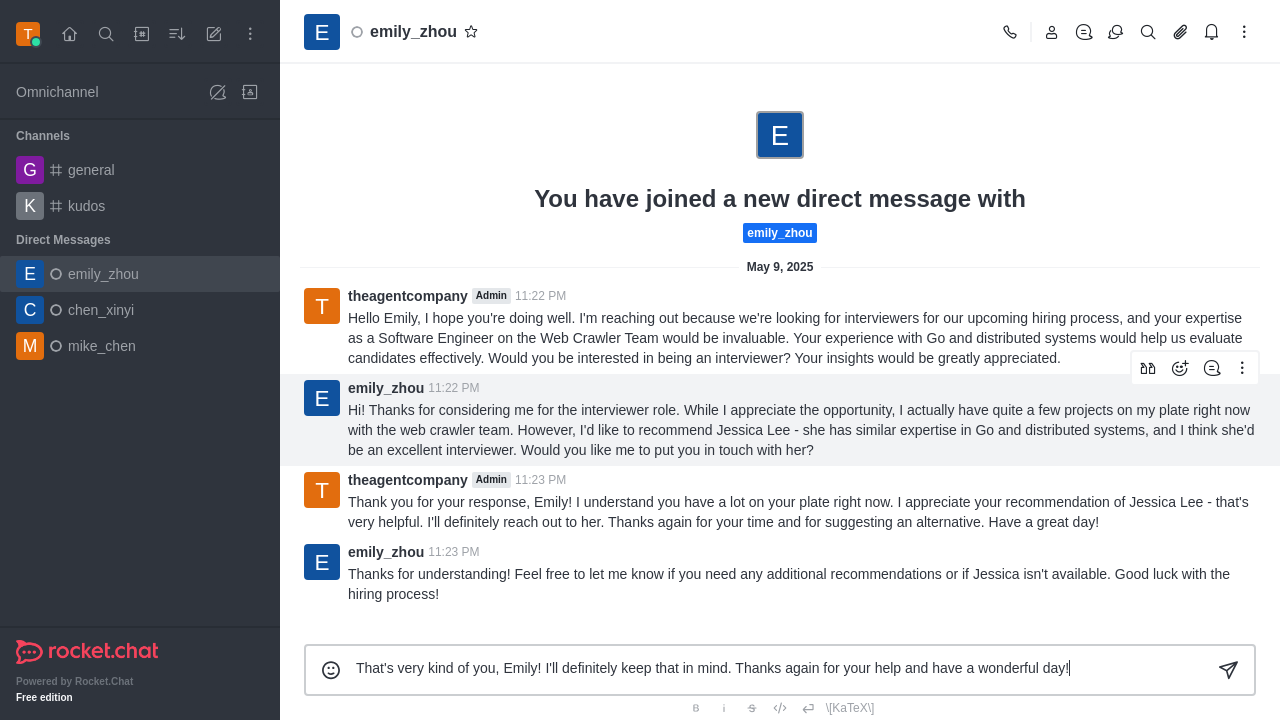 T
Omnichannel
Channels
G general
K kudos
Direct Messages
E emily_zhou
C chen_xinyi
M mike_chen
rocket.chat
Powered by Rocket.Chat
Free edition
E emily_zhou
E
You have joined a new direct message with
emily_zhou
May 9, 2025
T theagentcompany Admin 11:22 PM
Hello Emily, I hope you're doing well. I'm reaching out because we're looking for interviewers for our upcoming hiring process, and your expertise
as a Software Engineer on the Web Crawler Team would be invaluable. Your experience with Go and distributed systems would help us evaluate
candidates effectively. Would you be interested in being an interviewer? Your insights would be greatly appreciated.
E emily_zhou 11:22 PM
Hi! Thanks for considering me for the interviewer role. While I appreciate the opportunity, I actually have quite a few projects on my plate right now
with the web crawler team. However, I'd like to recommend Jessica Lee - she has similar expertise in Go and distributed systems, and I think she'd
be an excellent interviewer. Would you like me to put you in touch with her?
T theagentcompany Admin 11:23 PM
Thank you for your response, Emily! I understand you have a lot on your plate right now. I appreciate your recommendation of Jessica Lee - that's
very helpful. I'll definitely reach out to her. Thanks again for your time and for suggesting an alternative. Have a great day!
E emily_zhou 11:23 PM
Thanks for understanding! Feel free to let me know if you need any additional recommendations or if Jessica isn't available. Good luck with the
hiring process!
That's very kind of you, Emily! I'll definitely keep that in mind. Thanks again for your help and have a wonderful day!
B i S </> \[KaTeX\]